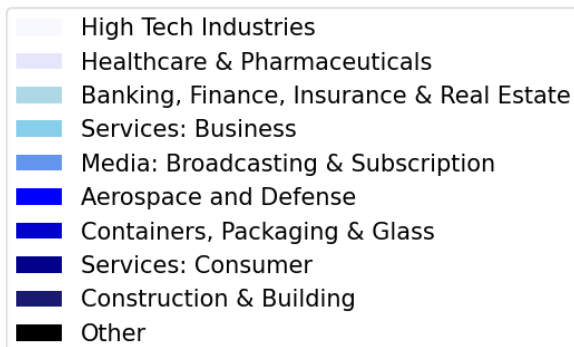 High Tech Industries
Healthcare & Pharmaceuticals
Banking, Finance, Insurance & Real Estate
Services: Business
Media: Broadcasting & Subscription
Aerospace and Defense
Containers, Packaging & Glass
Services: Consumer
Construction & Building
Other